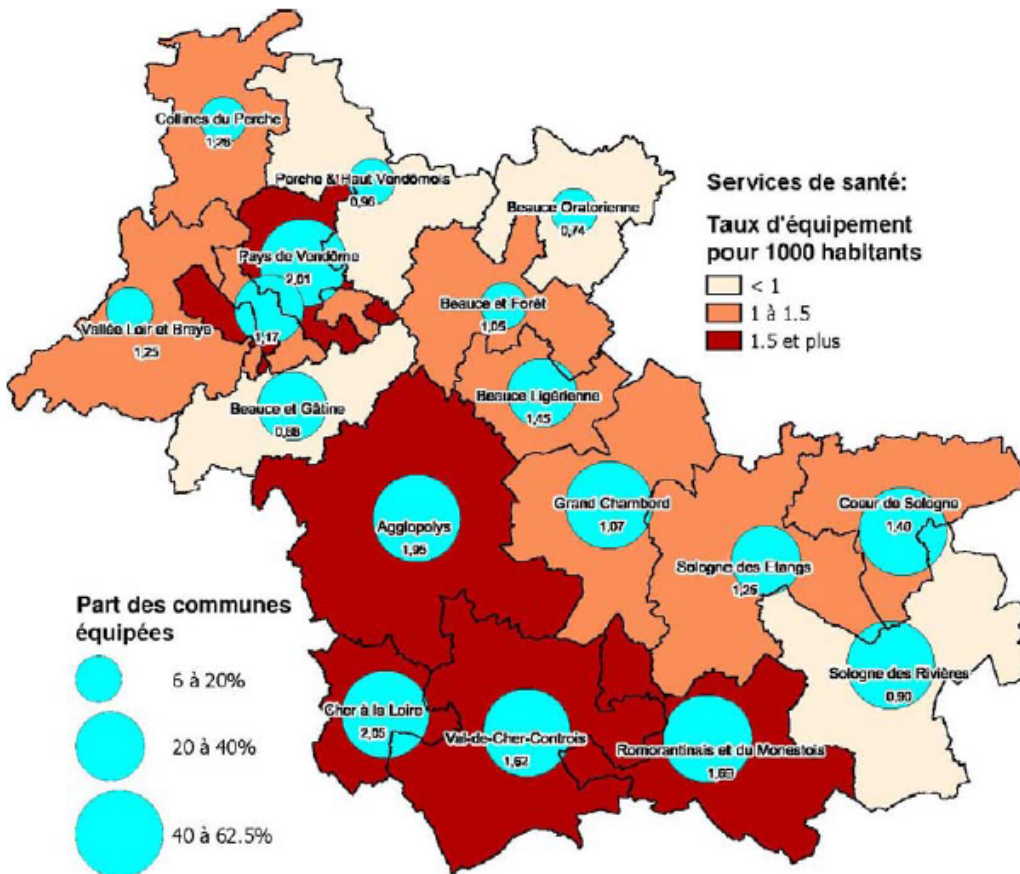 Collines du Perche
1,28
Perche & Haut Vendômois
0,96
Beauce Oratorienne
0,74
Pays de Vendôme
2,01
Vallée Loir et Braye
1,25
1,17
Beauce et Forêt
1,05
Beauce Ligérienne
1,45
Beauce et Gâtine
0,88
Services de santé:
Taux d'équipement
pour 1000 habitants
< 1
1 à 1.5
1.5 et plus
Agglopolys
1,95
Grand Chambord
1,07
Coeur de Sologne
1,40
Sologne des Etangs
1,26
Sologne des Rivières
0,90
Cher à la Loire
2,05
Val-de-Cher-Controis
1,62
Romorantinais et du Monestois
1,69
Part des communes
équipées
6 à 20%
20 à 40%
40 à 62.5%